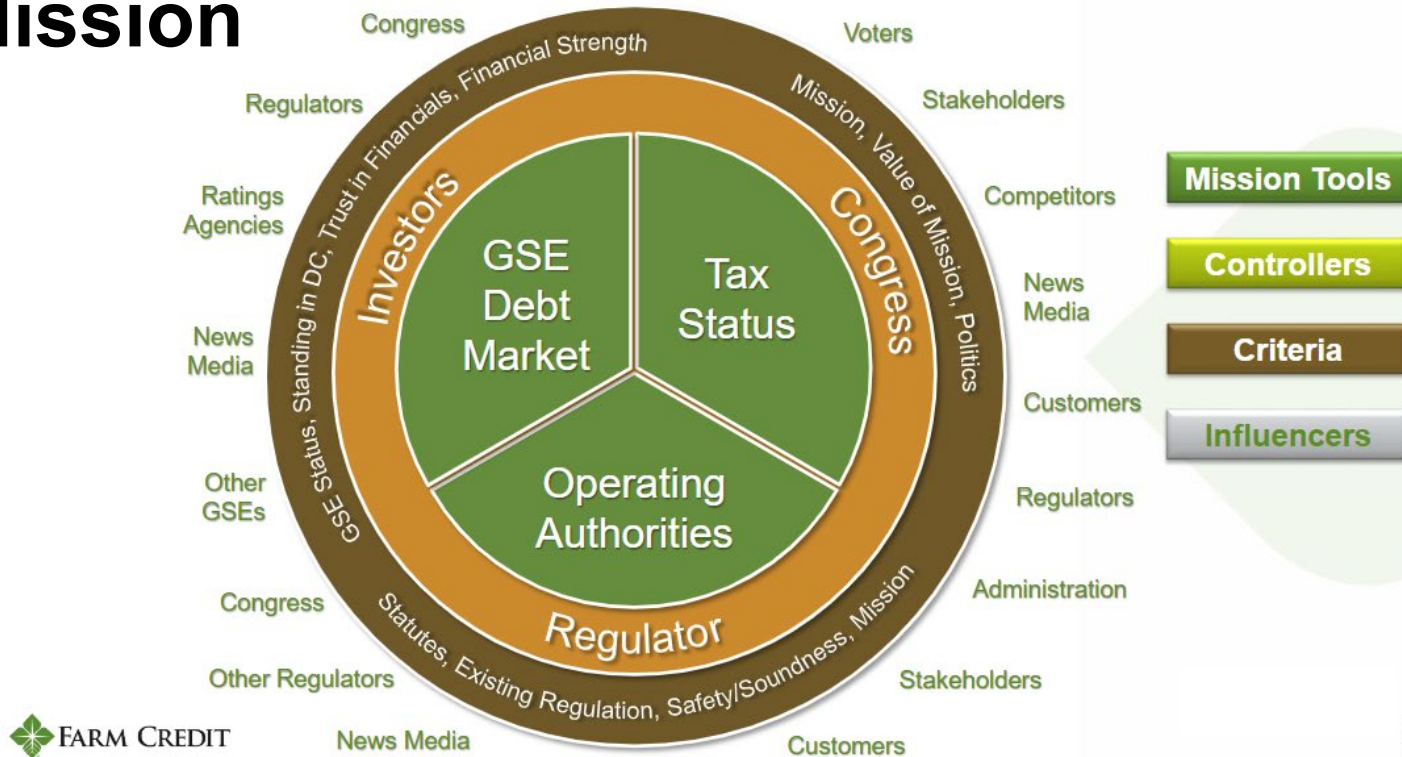 Mission
Congress
Voters
Regulators
Stakeholders
Ratings
Agencies
Competitors
News
Media
News
Media
Customers
Other
GSEs
Regulators
Congress
Administration
Other Regulators
Stakeholders
News Media
Customers
GSE Status, Standing in DC, Trust in Financials, Financial Strength
Mission, Value of Mission, Politics
Statutes, Existing Regulation, Safety/Soundness, Mission
Investors
Congress
Regulator
GSE
Debt
Market
Tax
Status
Operating
Authorities
Mission Tools
Controllers
Criteria
Influencers
FARM CREDIT